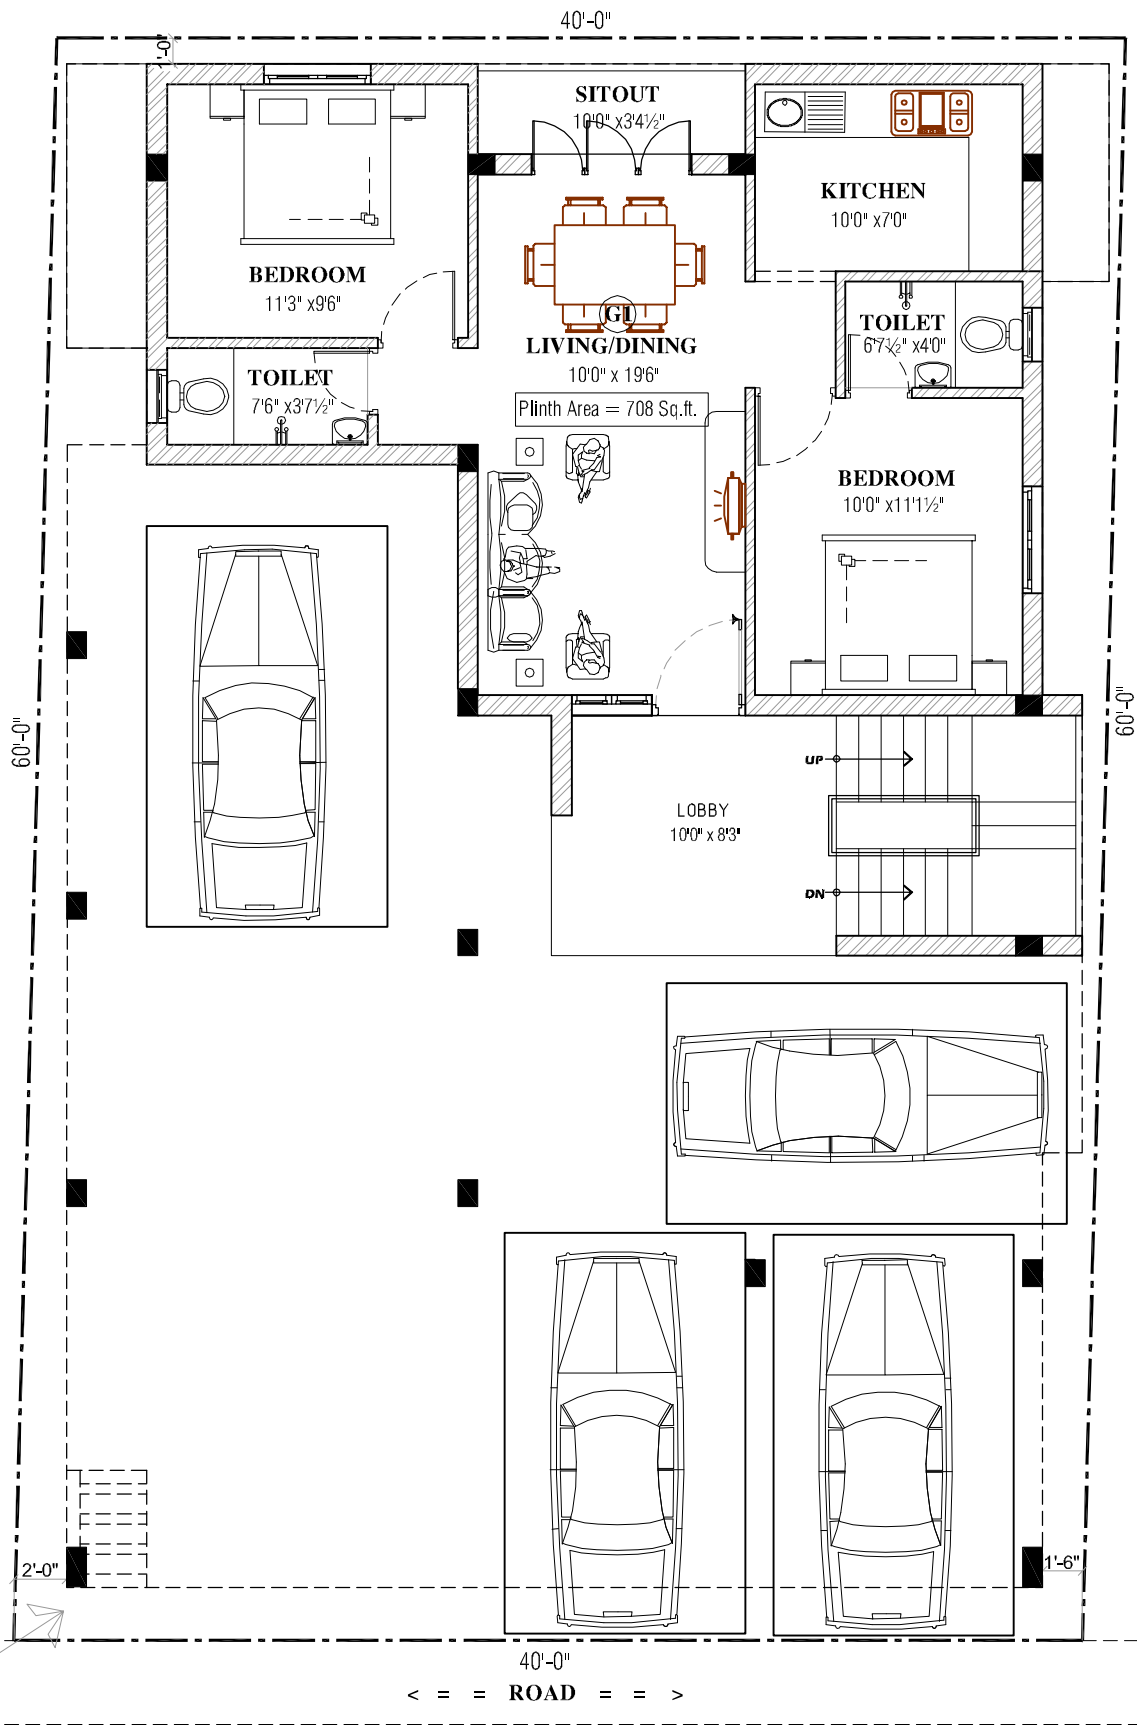 40'-0"
1'-0"
SITOUT
10'0" x3'4½"
KITCHEN
10'0" x7'0"
BEDROOM
11'3" x9'6"
G1
LIVING/DINING
10'0" x 19'6"
TOILET
6'7½" x4'0"
TOILET
7'6" x3'7½"
Plinth Area = 708 Sq.ft.
BEDROOM
10'0" x11'1½"
60'-0"
60'-0"
UP
LOBBY
10'0" x 8'3"
DN
2'-0"
1'-6"
40'-0"
< = = ROAD = = >